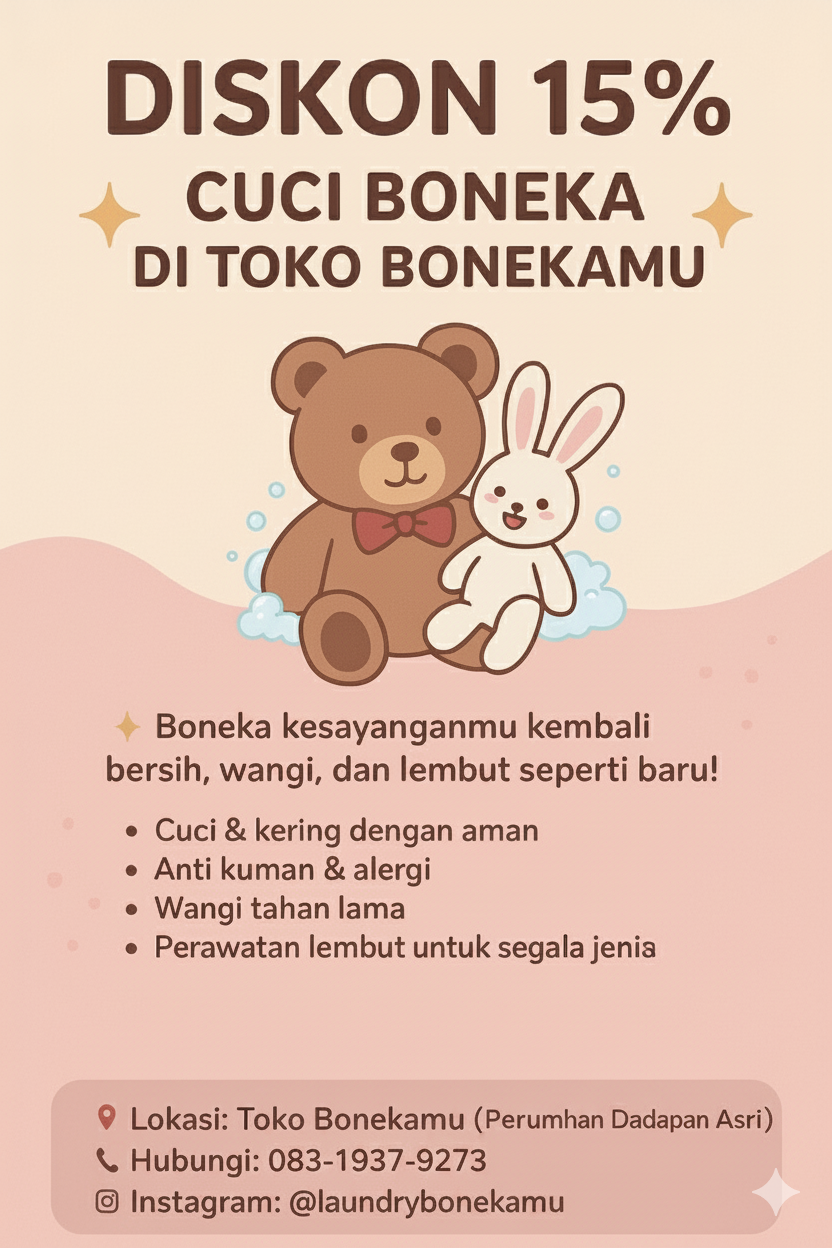 DISKON 15%
CUCI BONEKA
DI TOKO BONEKAMU
Boneka kesayanganmu kembali
bersih, wangi, dan lembut seperti baru!
• Cuci & kering dengan aman
• Anti kuman & alergi
• Wangi tahan lama
• Perawatan lembut untuk segala jenia
Lokasi: Toko Bonekamu (Perumhan Dadapan Asri)
Hubungi: 083-1937-9273
Instagram: @laundrybonekamu